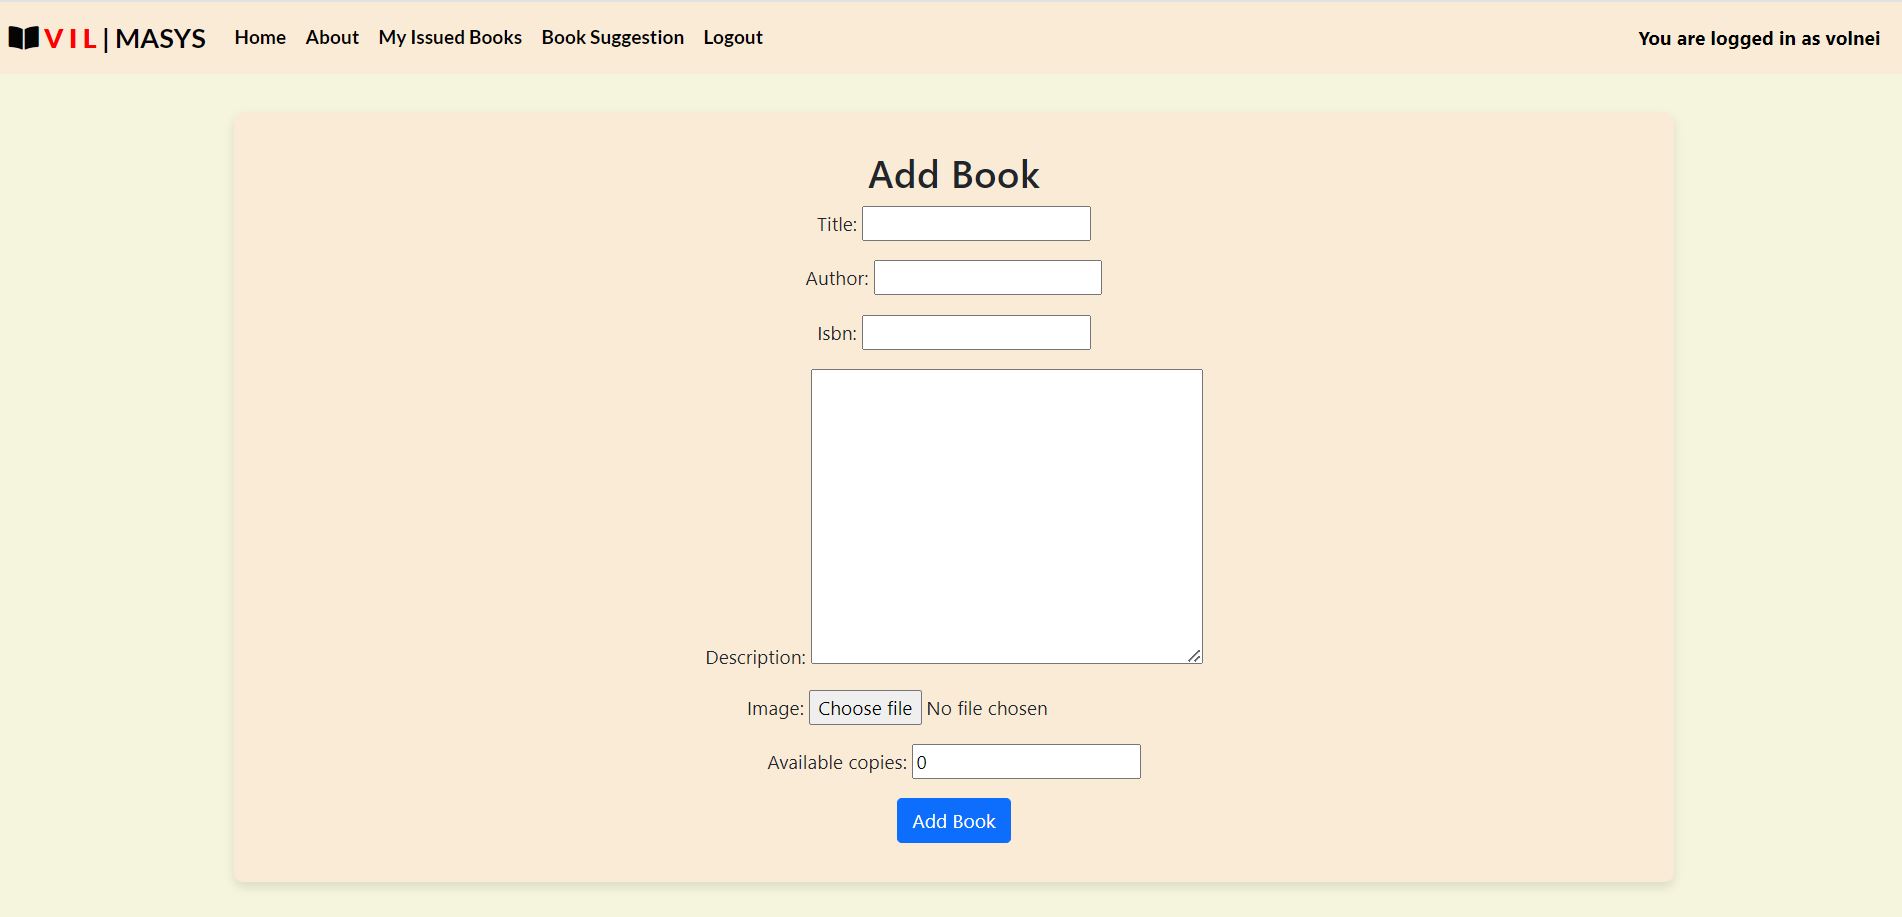 V I L | MASYS Home About My Issued Books Book Suggestion Logout You are logged in as volnei
Add Book
Title:
Author:
Isbn:
Description:
Image: Choose file No file chosen
Available copies: 0
Add Book